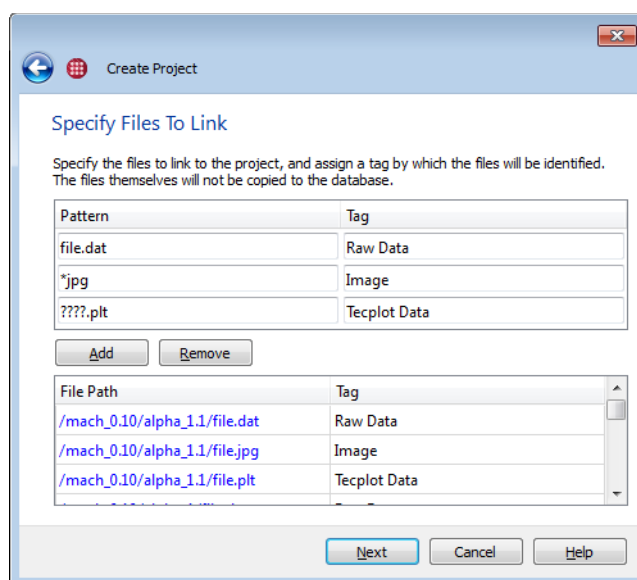 Create Project
Specify Files To Link
Specify the files to link to the project, and assign a tag by which the files will be identified.
The files themselves will not be copied to the database.
Pattern Tag
file.dat Raw Data
*jpg Image
????.plt Tecplot Data
Add Remove
File Path Tag
/mach_0.10/alpha_1.1/file.dat Raw Data
/mach_0.10/alpha_1.1/file.jpg Image
/mach_0.10/alpha_1.1/file.plt Tecplot Data
Next Cancel Help